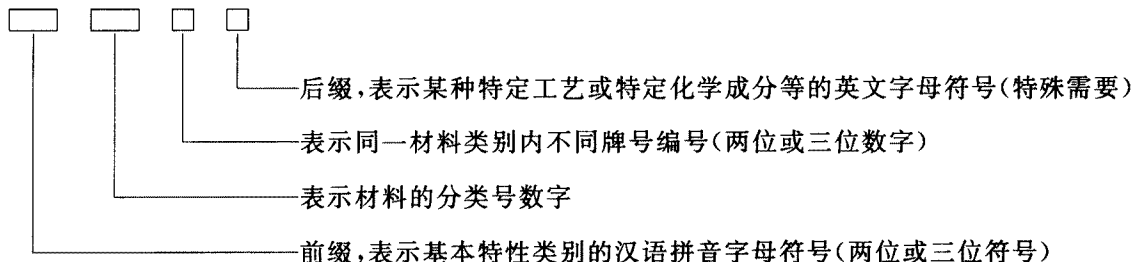 后缀,表示某种特定工艺或特定化学成分等的英文字母符号(特殊需要)
表示同一材料类别内不同牌号编号(两位或三位数字)
表示材料的分类号数字
前缀,表示基本特性类别的汉语拼音字母符号(两位或三位符号)